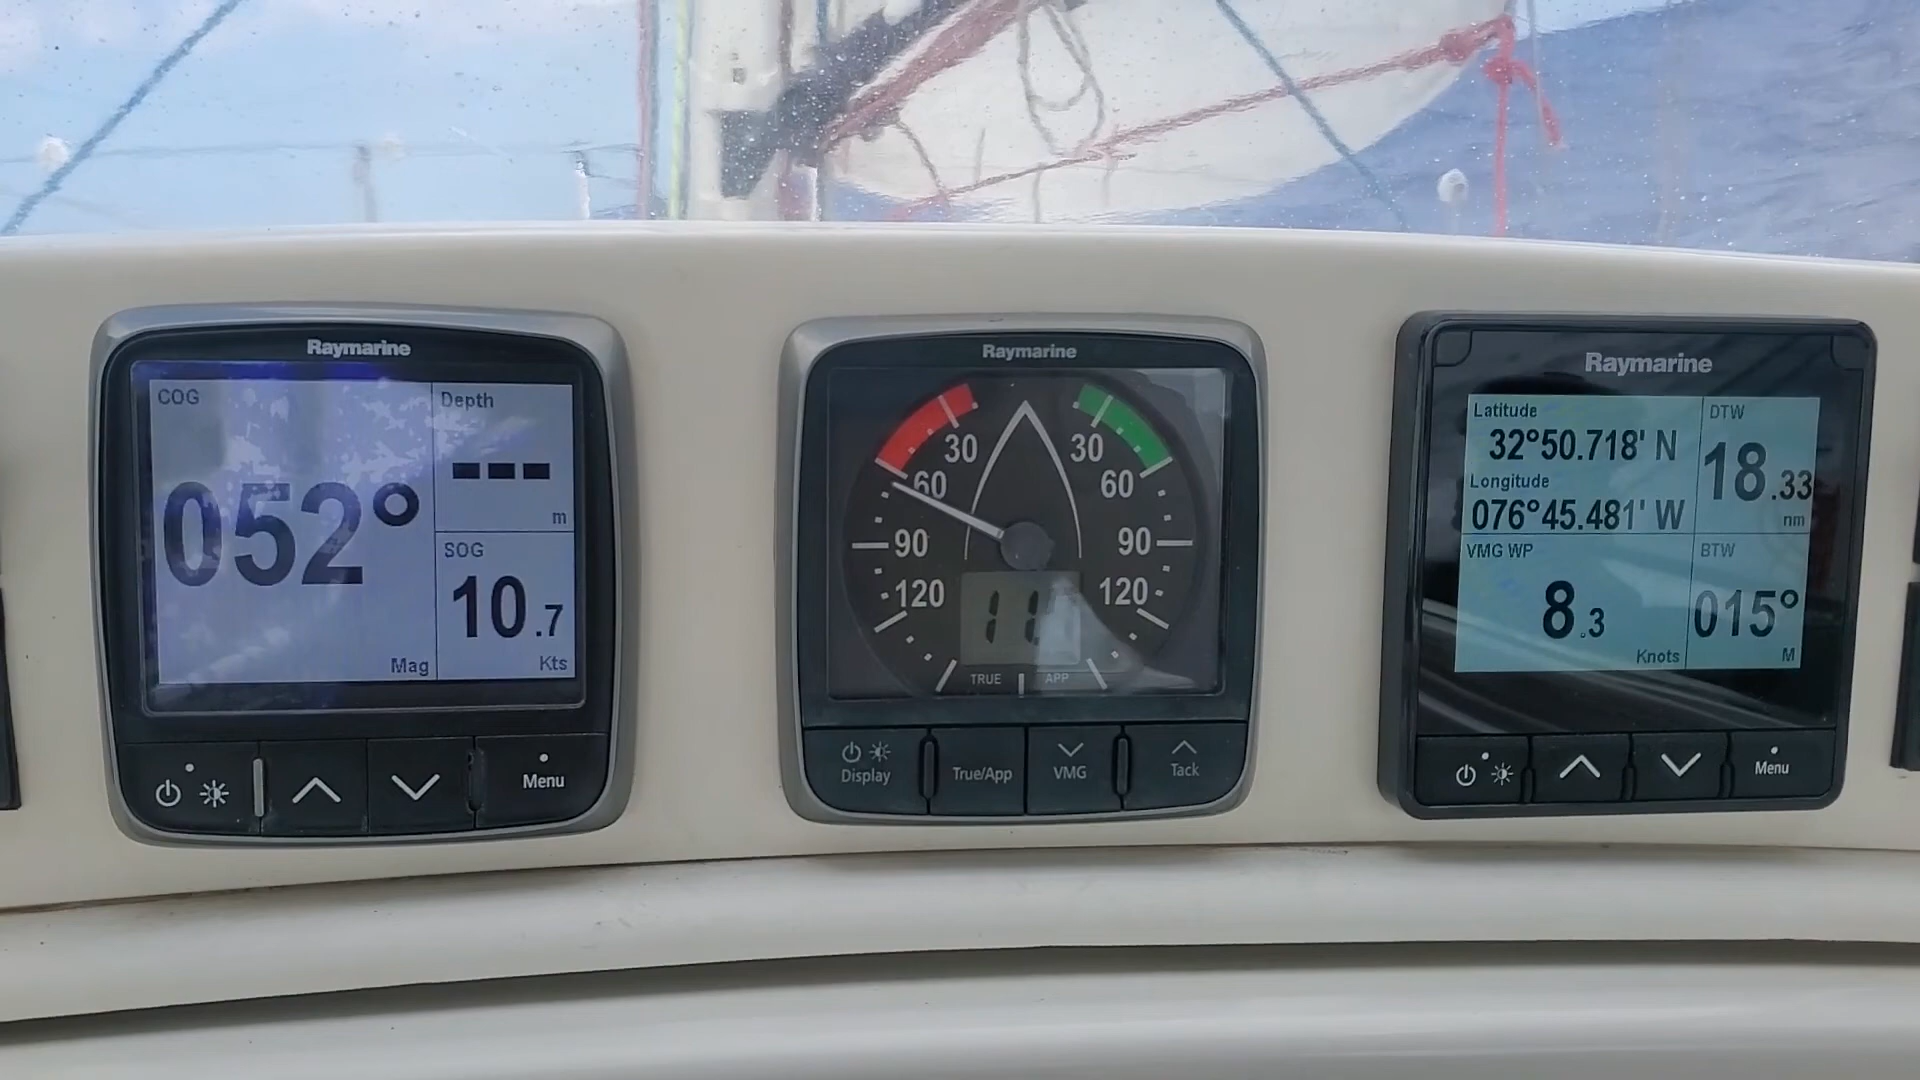 Raymarine
COG
052°
Mag
Depth
---
m
SOG
10.7
Kts
Menu
Raymarine
30 30
60 60
90 90
120 120
TRUE APP
Display
True/App
VMG
Tack
Raymarine
Latitude
32°50.718' N
Longitude
076°45.481' W
DTW
18.33
nm
VMG WP
8.3
Knots
BTW
015°
M
Menu